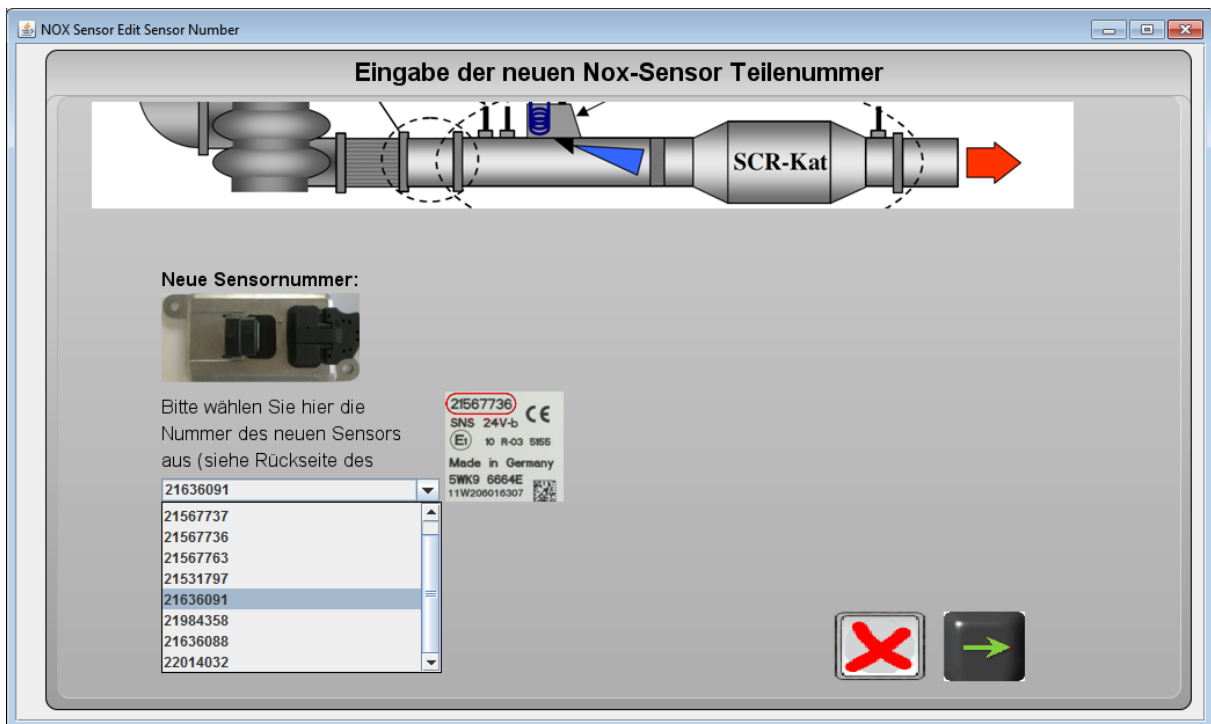 NOX Sensor Edit Sensor Number
Eingabe der neuen Nox-Sensor Teilenummer
SCR-Kat
Neue Sensornummer:
Bitte wählen Sie hier die
Nummer des neuen Sensors
aus (siehe Rückseite des
21567736
SNS 24V-b CE
E1 10 R-03 5155
Made in Germany
5WK9 6664E
11W206016307
21636091
21567737
21567736
21567763
21531797
21636091
21984358
21636088
22014032